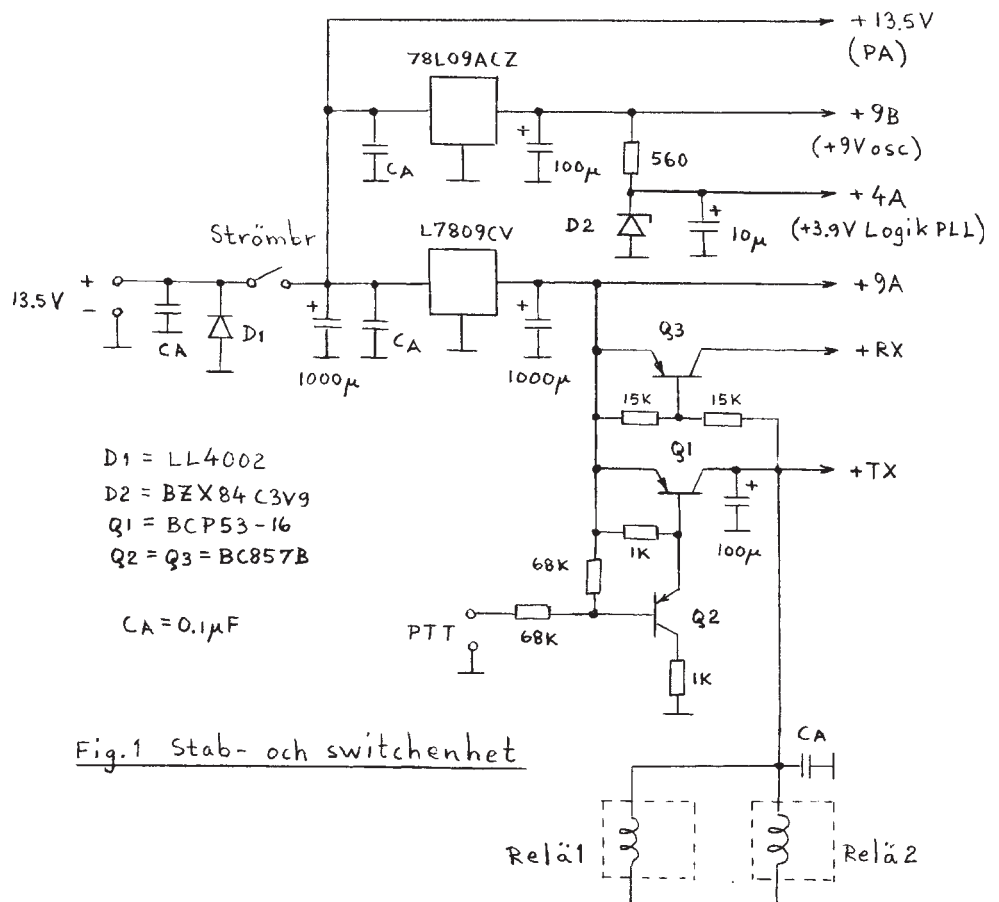 +13.5V
(PA)
78L09ACZ
+9B
(+9V osc)
CA
+
100µ
560
+4A
(+3.9V Logik PLL)
D2
+
10µ
Strömbr
L7809CV
+9A
13.5V
+
-
CA
D1
+
1000µ
CA
+
1000µ
Q3
+RX
15K
15K
Q1
+TX
D1 = LL4002
D2 = BZX84C3V9
Q1 = BCP53-16
Q2 = Q3 = BC857B
CA = 0.1µF
1K
+
100µ
68K
PTT
68K
Q2
1K
Fig.1 Stab- och switchenhet
CA
Relä1
Relä2